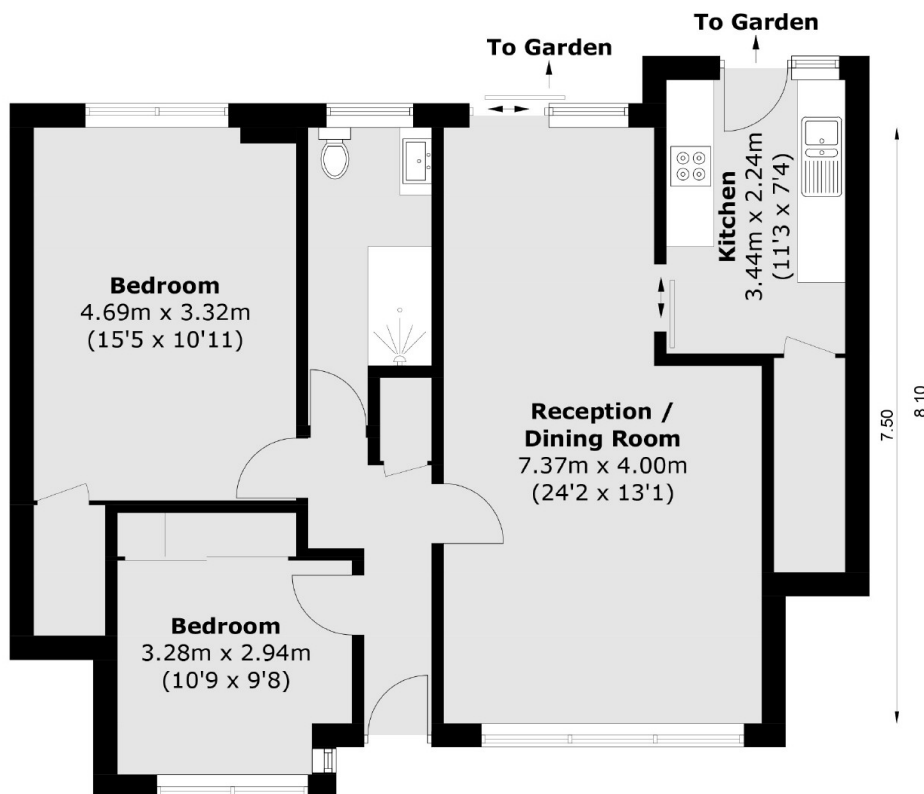 To Garden
To Garden
Kitchen
3.44m x 2.24m
(11'3 x 7'4)
Bedroom
4.69m x 3.32m
(15'5 x 10'11)
Reception /
Dining Room
7.37m x 4.00m
(24'2 x 13'1)
7.50
8.10
Bedroom
3.28m x 2.94m
(10'9 x 9'8)